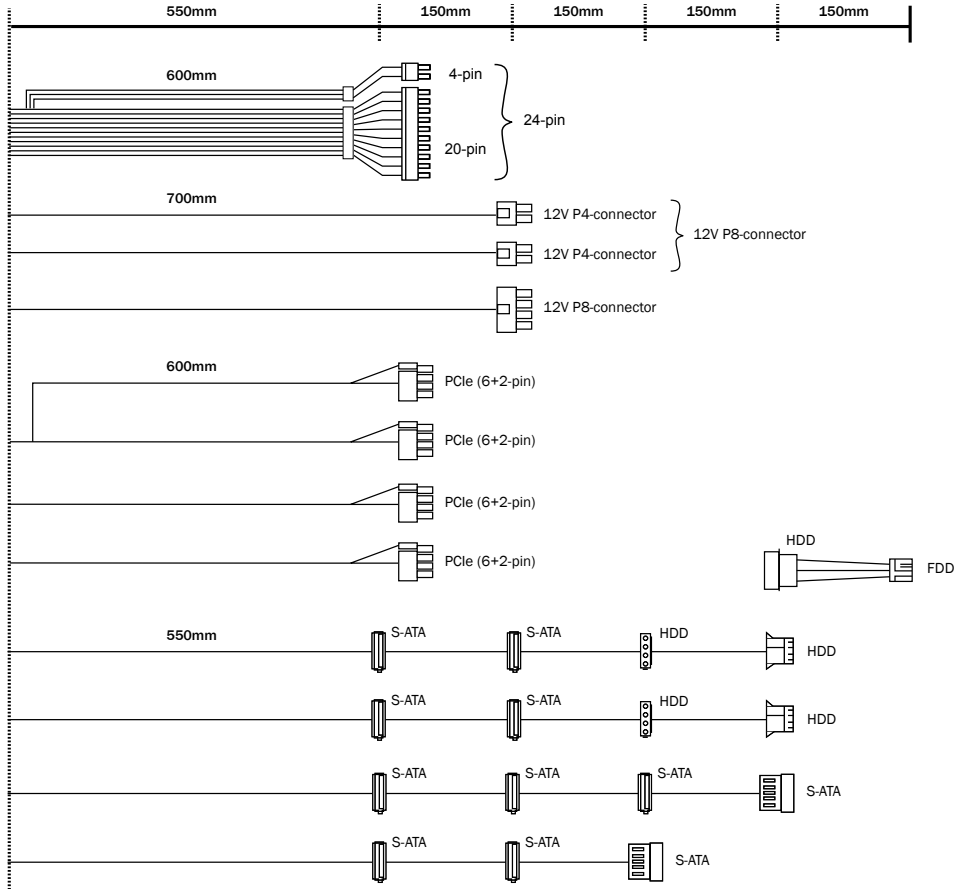 550mm 150mm 150mm 150mm 150mm
600mm
4-pin
24-pin
20-pin
700mm
12V P4-connector
12V P8-connector
12V P4-connector
12V P8-connector
600mm
PCIe (6+2-pin)
PCIe (6+2-pin)
PCIe (6+2-pin)
HDD
PCIe (6+2-pin)
FDD
550mm S-ATA S-ATA HDD
HDD
S-ATA S-ATA HDD
HDD
S-ATA S-ATA S-ATA
S-ATA
S-ATA S-ATA
S-ATA